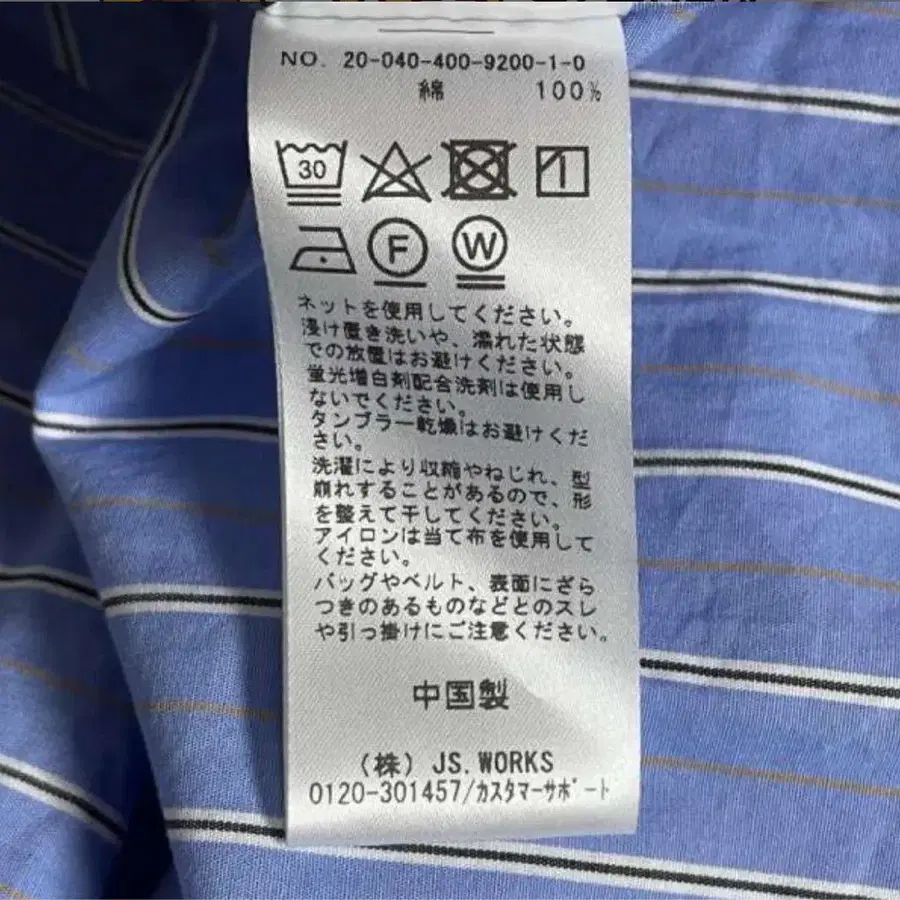 NO. 20-040-400-9200-1-0
綿 100%
30
F W
ネットを使用してください。
浸け置き洗いや、濡れた状態
での放置はお避けください。
蛍光増白剤配合洗剤は使用し
ないでください。
タンブラー乾燥はお避けくだ
さい。
洗濯により収縮やねじれ、型
崩れすることがあるので、形
を整えて干してください。
アイロンは当て布を使用して
ください。
バッグやベルト、表面にざら
つきのあるものなどとのスレ
や引っ掛けにご注意ください。
中国製
(株) JS.WORKS
0120-301457/カスタマーサポート